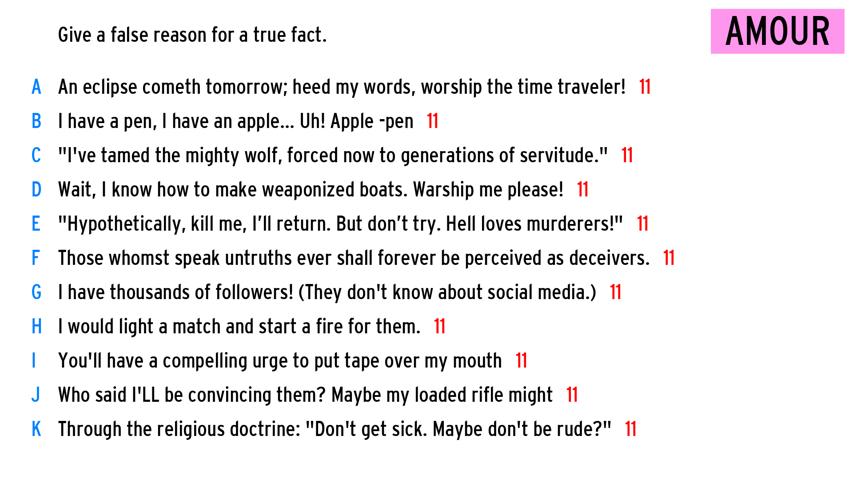 Give a false reason for a true fact.
AMOUR
A An eclipse cometh tomorrow; heed my words, worship the time traveler! 11
B I have a pen, I have an apple... Uh! Apple -pen 11
C "I've tamed the mighty wolf, forced now to generations of servitude." 11
D Wait, I know how to make weaponized boats. Warship me please! 11
E "Hypothetically, kill me, I’ll return. But don’t try. Hell loves murderers!" 11
F Those whomst speak untruths ever shall forever be perceived as deceivers. 11
G I have thousands of followers! (They don't know about social media.) 11
H I would light a match and start a fire for them. 11
I You'll have a compelling urge to put tape over my mouth 11
J Who said I'LL be convincing them? Maybe my loaded rifle might 11
K Through the religious doctrine: "Don't get sick. Maybe don't be rude?" 11